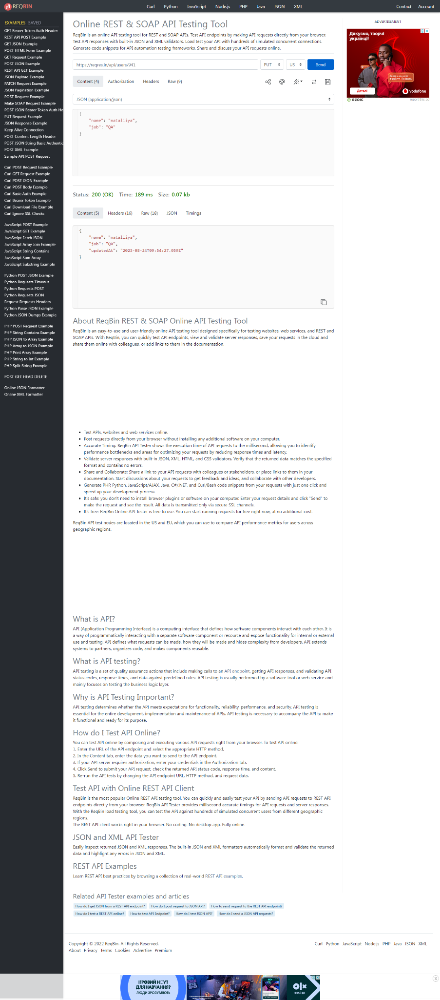 REQBIN
Curl Python JavaScript Node.js PHP Java JSON XML
Contact Account
EXAMPLES SAVED
GET Bearer Token Auth Header
REST API POST Example
GET JSON Example
POST HTML Form Example
GET Request Example
POST JSON Example
REST API GET Example
JSON Payload Example
PATCH Request Example
JSON Pagination Example
POST Request Example
Make SOAP Request Example
POST JSON Bearer Token Auth He
PUT Request Example
JSON Response Example
Keep Alive Connection
POST Content Length Header
POST JSON String Basic Authentic
POST XML Example
Sample API POST Request
Curl POST Request Example
Curl GET Request Example
Curl POST JSON Example
Curl POST Body Example
Curl Basic Auth Example
Curl Bearer Token Example
Curl Download File Example
Curl Ignore SSL Checks
JavaScript POST Example
JavaScript GET Example
JavaScript Fetch JSON
JavaScript Array Join Example
JavaScript String Contains
JavaScript Sum Array
JavaScript Substring Example
Python POST JSON Example
Python Requests Timeout
Python Requests POST
Python Requests JSON
Request Requests Headers
Python Parse JSON Example
Python JSON Dumps Example
PHP POST Request Example
PHP String Contains Example
PHP JSON to Array Example
PHP Array to JSON Example
PHP Print Array Example
PHP String to Int Example
PHP Split String Example
POST GET HEAD DELETE
Online JSON Formatter
Online XML Formatter
Online REST & SOAP API Testing Tool
ReqBin is an online API testing tool for REST and SOAP APIs. Test API endpoints by making API requests directly from your browser.
Test API responses with built-in JSON and XML validators. Load test your API with hundreds of simulated concurrent connections.
Generate code snippets for API automation testing frameworks. Share and discuss your API requests online.
https://reqres.in/api/users/941 PUT US Send
Content (4) Authorization Headers Raw (9)
JSON (application/json)
{
"name": "nataliiya",
"job": "QA"
}
Status: 200 (OK) Time: 189 ms Size: 0.07 kb
Content (5) Headers (16) Raw (18) JSON Timings
{
"name": "nataliiya",
"job": "QA",
"updatedAt": "2023-08-24T09:54:27.059Z"
}
About ReqBin REST & SOAP Online API Testing Tool
ReqBin is an easy-to-use and user-friendly online API testing tool designed specifically for testing websites, web services, and REST and
SOAP APIs. With ReqBin, you can quickly test API endpoints, view and validate server responses, save your requests in the cloud and
share them online with colleagues, or add links to them in the documentation.
• Test APIs, websites and web services online.
• Post requests directly from your browser without installing any additional software on your computer.
• Accurate Timing: ReqBin API Tester shows the execution time of API requests to the millisecond, allowing you to identify
performance bottlenecks and areas for optimizing your requests by reducing response times and latency.
• Validate server responses with built-in JSON, XML, HTML, and CSS validators. Verify that the returned data matches the specified
format and contains no errors.
• Share and Collaborate: Share a link to your API requests with colleagues or stakeholders, or place links to them in your
documentation. Start discussions about your requests to get feedback and ideas, and collaborate with other developers.
• Generate PHP, Python, JavaScript/AJAX, Java, C#/.NET, and Curl/Bash code snippets from your requests with just one click and
speed up your development process.
• It's safe: you don't need to install browser plugins or software on your computer. Enter your request details and click "Send" to
make the request and see the result. All data is transmitted only via secure SSL channels.
• It's free: ReqBin Online API Tester is free to use. You can start running requests for free right now, at no additional cost.
ReqBin API test nodes are located in the US and EU, which you can use to compare API performance metrics for users across
geographic regions.
What is API?
API (Application Programming Interface) is a computing interface that defines how software components interact with each other. It is
a way of programmatically interacting with a separate software component or resource and expose functionality for internal or external
use and testing. API defines what requests can be made, how they will be made and hides complexity from developers. API extends
systems to partners, organizes code, and makes components reusable.
What is API testing?
API testing is a set of quality assurance actions that include making calls to an API endpoint, getting API responses, and validating API
status codes, response times, and data against predefined rules. API testing is usually performed by a software tool or web service and
mainly focuses on testing the business logic layer.
Why is API Testing Important?
API testing determines whether the API meets expectations for functionality, reliability, performance, and security. API testing is
essential for the entire development, implementation and maintenance of APIs. API testing is necessary to accompany the API to make
it functional and ready for its purpose.
How do I Test API Online?
You can test API online by composing and executing various API requests right from your browser. To test API online:
1. Enter the URL of the API endpoint and select the appropriate HTTP method.
2. In the Content tab, enter the data you want to send to the API endpoint.
3. If your API server requires authorization, enter your credentials in the Authorization tab.
4. Click Send to submit your API request, check the returned API status code, response time, and content.
5. Re-run the API tests by changing the API endpoint URL, HTTP method, and request data.
Test API with Online REST API Client
ReqBin is the most popular Online REST API testing tool. You can quickly and easily test your API by sending API requests to REST API
endpoints directly from your browser. ReqBin API Tester provides millisecond accurate timings for API requests and server responses.
With the ReqBin load testing tool, you can test the API against hundreds of simulated concurrent users from different geographic
regions.
The REST API client works right in your browser. No coding. No desktop app. Fully online.
JSON and XML API Tester
Easily inspect returned JSON and XML responses. The built-in JSON and XML formatters automatically format and validate the returned
data and highlight any errors in JSON and XML.
REST API Examples
Learn REST API best practices by browsing a collection of real-world REST API examples.
Related API Tester examples and articles
How do I get JSON from a REST API endpoint? How do I post request to JSON API? How to send request to the REST API endpoint?
How do I test a REST API online? How to test API Endpoint? How do I test JSON API? How do I send a JSON API requests?
ADVERTISEMENT
Дякуємо, творчі
українці!
Завтра концерт
в укритті. Приходь.
Деталі
vodafone
ezoic report this ad
Copyright © 2022 ReqBin. All Rights Reserved.
About Privacy Terms Cookies Advertise Premium
Curl Python JavaScript Node.js PHP Java JSON XML
ІГРОВИЙ НОУТ
ДЛЯ НАВЧАННЯ?
ЛЮДИ ЗРОЗУМІЮТЬ
olx
ЗНАЙДІ
X